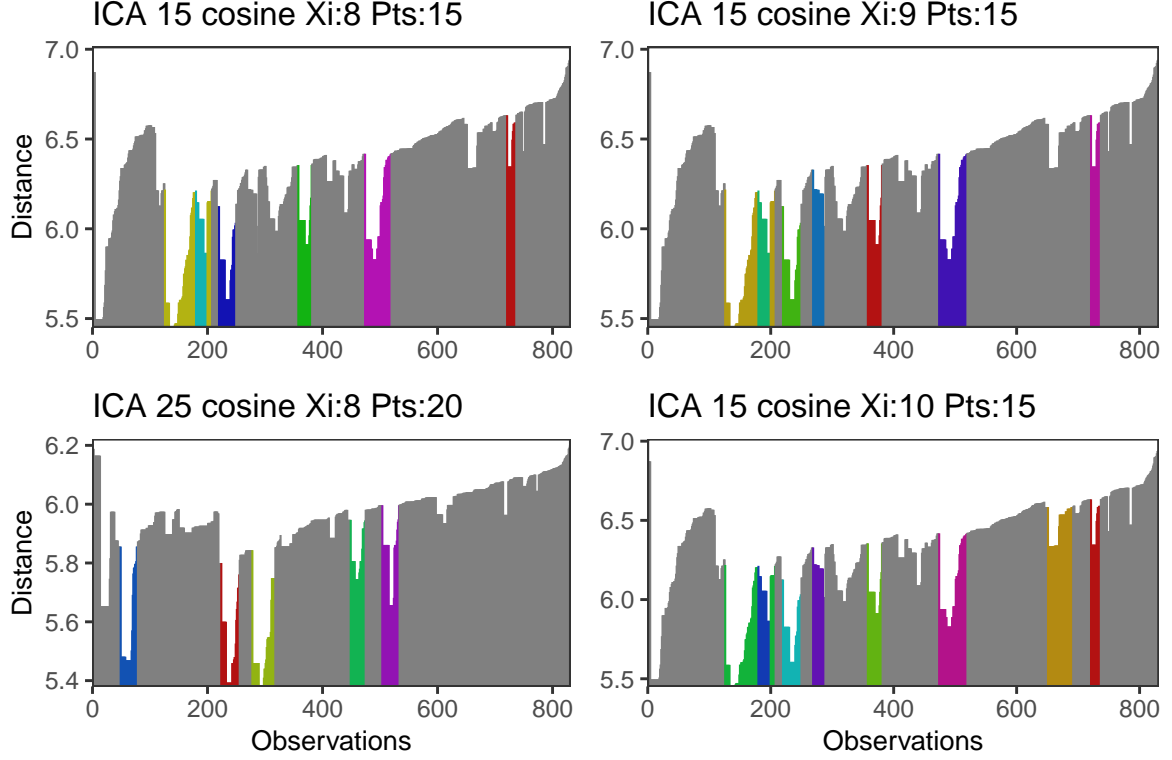 ICA 15 cosine Xi:8 Pts:15
7.0
6.5
6.0
5.5
Distance
0 200 400 600 800
ICA 15 cosine Xi:9 Pts:15
7.0
6.5
6.0
5.5
0 200 400 600 800
ICA 25 cosine Xi:8 Pts:20
6.2
6.0
5.8
5.6
5.4
Distance
0 200 400 600 800
Observations
ICA 15 cosine Xi:10 Pts:15
7.0
6.5
6.0
5.5
0 200 400 600 800
Observations